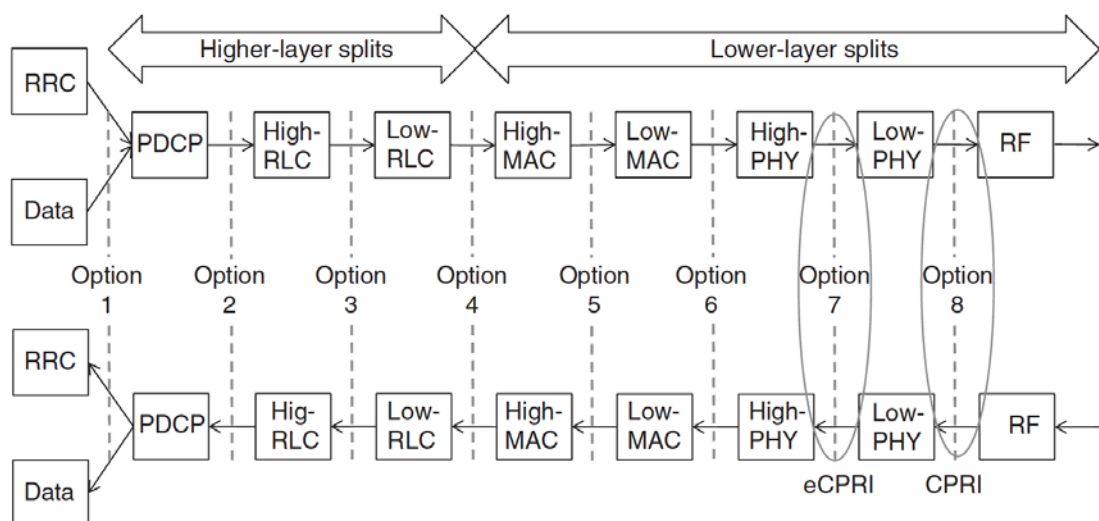 Higher-layer splits
Lower-layer splits
RRC
Data
PDCP
High-
RLC
Low-
RLC
High-
MAC
Low-
MAC
High-
PHY
Low-
PHY
RF
Option
1
Option
2
Option
3
Option
4
Option
5
Option
6
Option
7
Option
8
RRC
Data
PDCP
Hig-
RLC
Low-
RLC
High-
MAC
Low-
MAC
High-
PHY
Low-
PHY
RF
eCPRI
CPRI